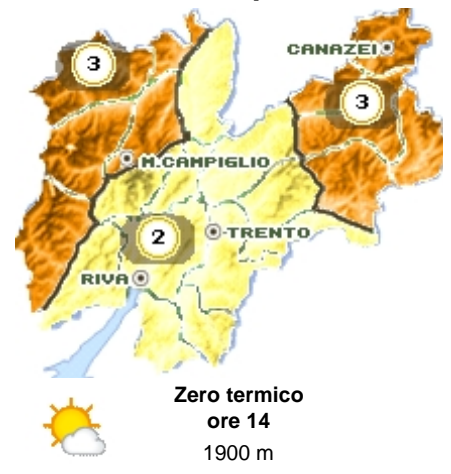 CANAZEI
3
3
M.CAMPIGLIO
2
TRENTO
RIVA
Zero termico
ore 14
1900 m